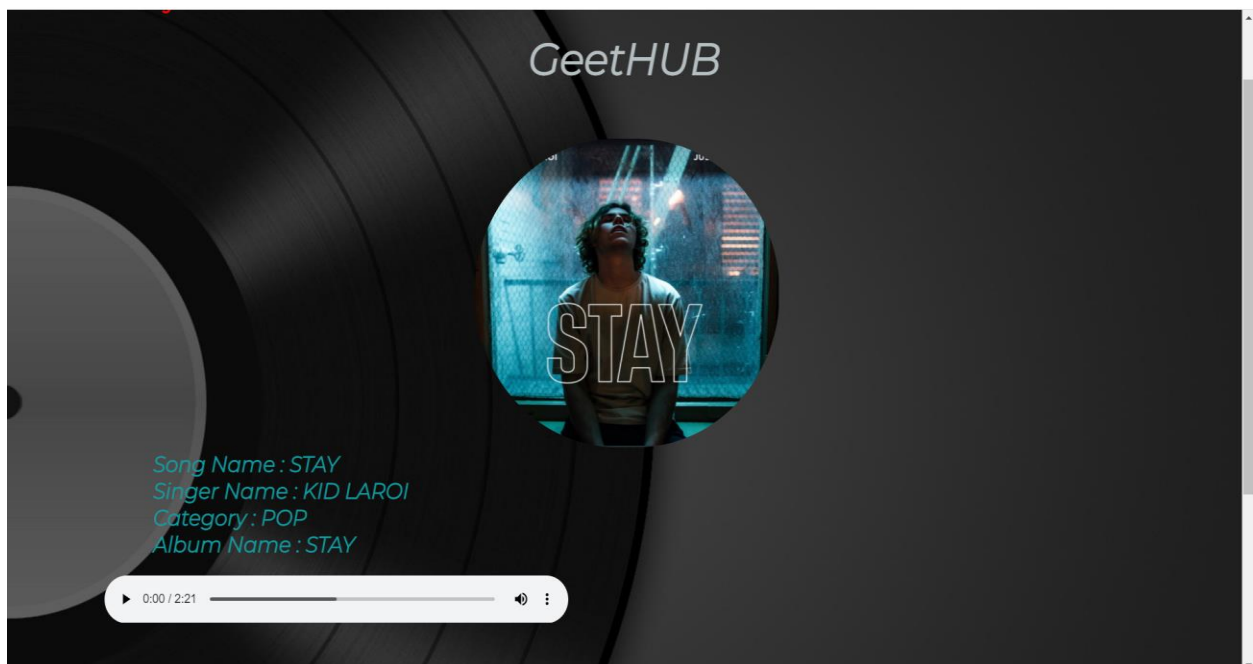 GeetHUB
STAY
Song Name : STAY
Singer Name : KID LAROI
Category : POP
Album Name : STAY
0:00 / 2:21